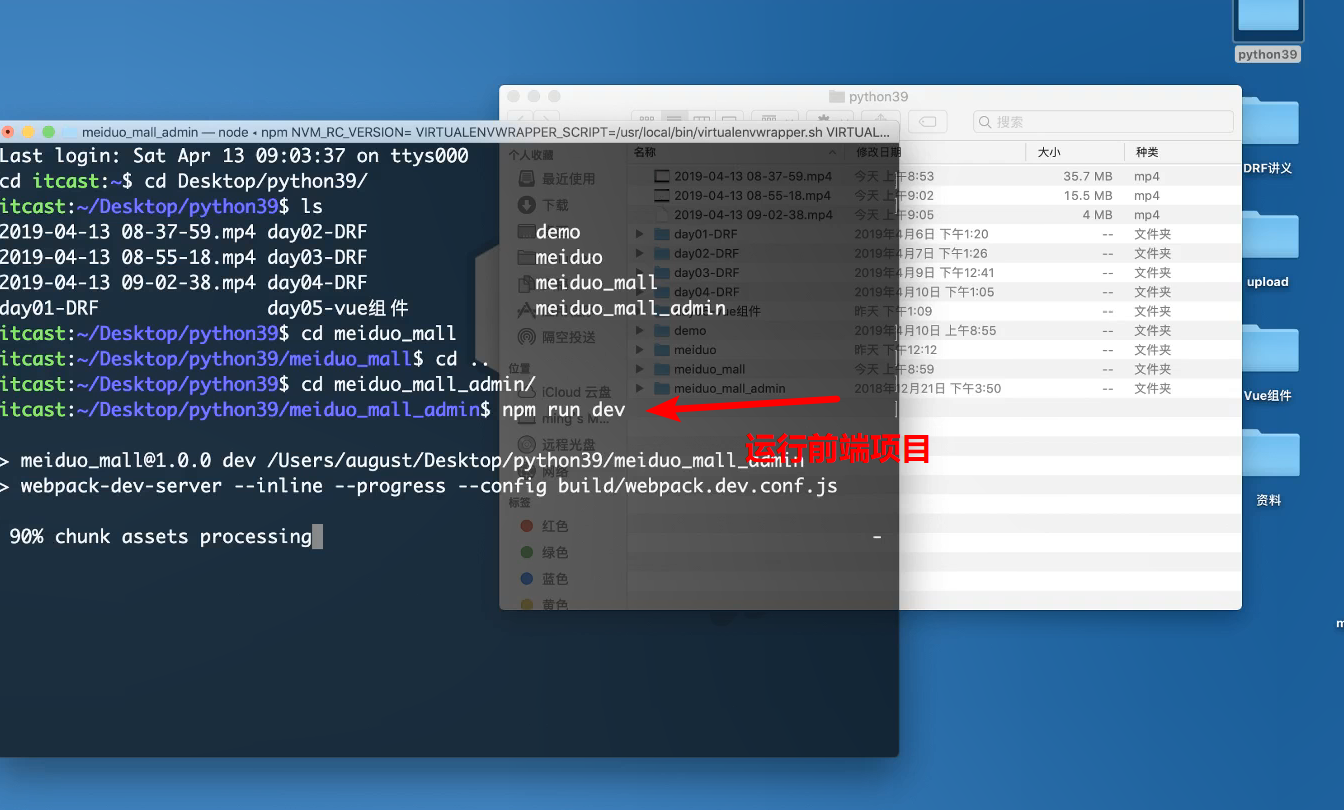 python39
DRF讲义
upload
Vue组件
资料
python39
搜索
meiduo_mall_admin — node ◂ npm NVM_RC_VERSION= VIRTUALENVWRAPPER_SCRIPT=/usr/local/bin/virtualenvwrapper.sh VIRTUAL...
个人收藏
最近使用
下载
隔空投送
位置
iCloud 云盘
ming's M...
远程光盘
网络
标签
红色
绿色
蓝色
黄色
名称 修改日期 大小 种类
2019-04-13 08-37-59.mp4 今天 上午8:53 35.7 MB mp4
2019-04-13 08-55-18.mp4 今天 上午9:02 15.5 MB mp4
2019-04-13 09-02-38.mp4 今天 上午9:05 4 MB mp4
day01-DRF 2019年4月6日 下午1:20 -- 文件夹
day02-DRF 2019年4月7日 下午1:26 -- 文件夹
day03-DRF 2019年4月9日 下午12:41 -- 文件夹
day04-DRF 2019年4月10日 下午1:05 -- 文件夹
ue组件 昨天 下午1:09 -- 文件夹
demo 2019年4月10日 上午8:55 -- 文件夹
meiduo 昨天 下午12:12 -- 文件夹
meiduo_mall 今天 上午8:59 -- 文件夹
meiduo_mall_admin 2018年12月21日 下午3:50 -- 文件夹
Last login: Sat Apr 13 09:03:37 on ttys000
cd itcast:~$ cd Desktop/python39/
itcast:~/Desktop/python39$ ls
2019-04-13 08-37-59.mp4 day02-DRF demo
2019-04-13 08-55-18.mp4 day03-DRF meiduo
2019-04-13 09-02-38.mp4 day04-DRF meiduo_mall
day01-DRF day05-vue组件 meiduo_mall_admin
itcast:~/Desktop/python39$ cd meiduo_mall
itcast:~/Desktop/python39/meiduo_mall$ cd ..
itcast:~/Desktop/python39$ cd meiduo_mall_admin/
itcast:~/Desktop/python39/meiduo_mall_admin$ npm run dev
运行前端项目
> meiduo_mall@1.0.0 dev /Users/august/Desktop/python39/meiduo_mall_admin
> webpack-dev-server --inline --progress --config build/webpack.dev.conf.js
90% chunk assets processing